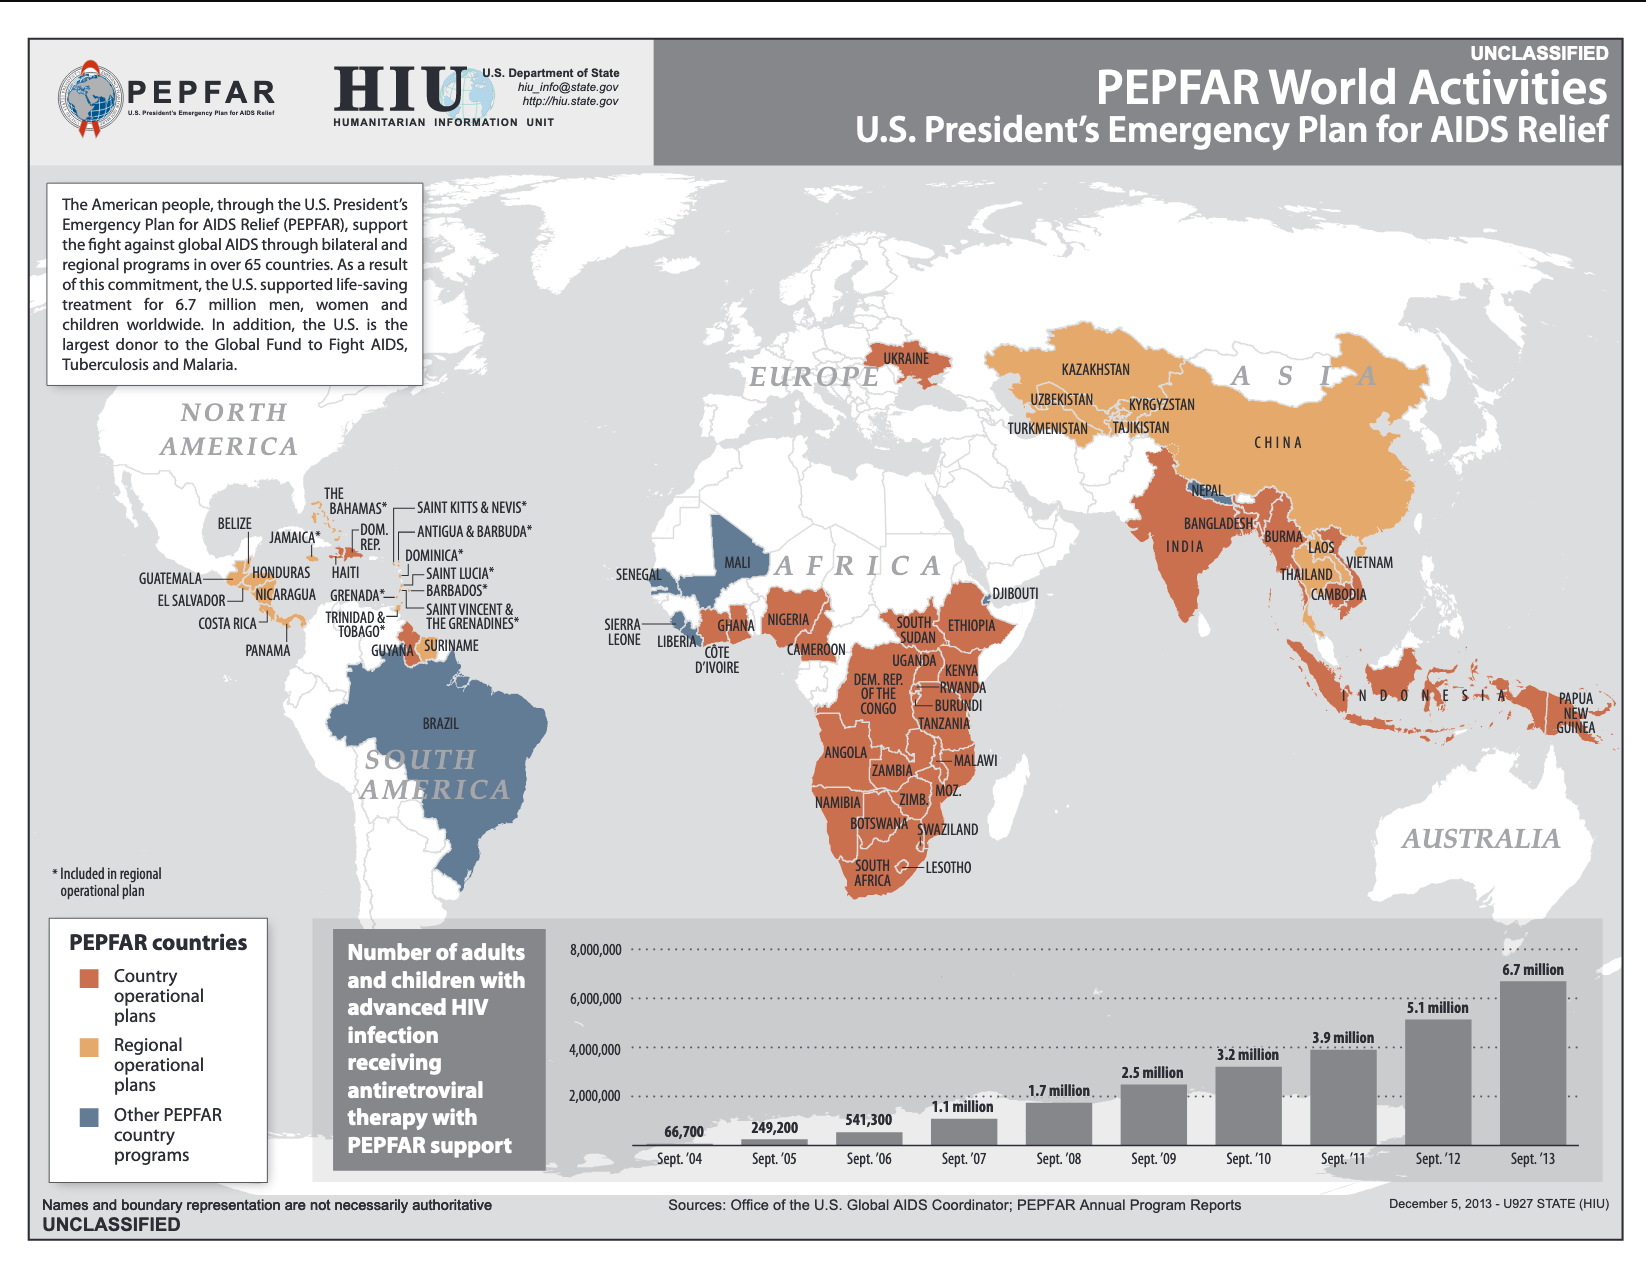 PEPFAR
U.S. President's Emergency Plan for AIDS Relief
HIU
U.S. Department of State
hiu_info@state.gov
http://hiu.state.gov
HUMANITARIAN INFORMATION UNIT
UNCLASSIFIED
PEPFAR World Activities
U.S. President's Emergency Plan for AIDS Relief
The American people, through the U.S. President's
Emergency Plan for AIDS Relief (PEPFAR), support
the fight against global AIDS through bilateral and
regional programs in over 65 countries. As a result
of this commitment, the U.S. supported life-saving
treatment for 6.7 million men, women and
children worldwide. In addition, the U.S. is the
largest donor to the Global Fund to Fight AIDS,
Tuberculosis and Malaria.
NORTH
AMERICA
EUROPE
ASIA
AFRICA
SOUTH
AMERICA
AUSTRALIA
UKRAINE
KAZAKHSTAN
UZBEKISTAN
KYRGYZSTAN
TURKMENISTAN
TAJIKISTAN
CHINA
NEPAL
BANGLADESH
INDIA
BURMA
LAOS
VIETNAM
THAILAND
CAMBODIA
INDONESIA
PAPUA
NEW
GUINEA
THE
BAHAMAS*
SAINT KITTS & NEVIS*
BELIZE
JAMAICA*
DOM.
REP.
ANTIGUA & BARBUDA*
DOMINICA*
GUATEMALA
HONDURAS
HAITI
SAINT LUCIA*
EL SALVADOR
NICARAGUA
GRENADA*
BARBADOS*
COSTA RICA
TRINIDAD &
TOBAGO*
SAINT VINCENT &
THE GRENADINES*
PANAMA
GUYANA
SURINAME
BRAZIL
MALI
SENEGAL
SIERRA
LEONE
LIBERIA
CÔTE
D'IVOIRE
GHANA
NIGERIA
CAMEROON
DJIBOUTI
SOUTH
SUDAN
ETHIOPIA
UGANDA
KENYA
DEM. REP.
OF THE
CONGO
RWANDA
BURUNDI
TANZANIA
ANGOLA
MALAWI
ZAMBIA
MOZ.
NAMIBIA
ZIMB.
BOTSWANA
SWAZILAND
SOUTH
AFRICA
LESOTHO
* Included in regional
operational plan
PEPFAR countries
Country
operational
plans
Regional
operational
plans
Other PEPFAR
country
programs
Number of adults
and children with
advanced HIV
infection
receiving
antiretroviral
therapy with
PEPFAR support
8,000,000
6,000,000
4,000,000
2,000,000
66,700
249,200
541,300
1.1 million
1.7 million
2.5 million
3.2 million
3.9 million
5.1 million
6.7 million
Sept. '04
Sept. '05
Sept. '06
Sept. '07
Sept. '08
Sept. '09
Sept. '10
Sept. '11
Sept. '12
Sept. '13
Names and boundary representation are not necessarily authoritative
UNCLASSIFIED
Sources: Office of the U.S. Global AIDS Coordinator; PEPFAR Annual Program Reports
December 5, 2013 - U927 STATE (HIU)